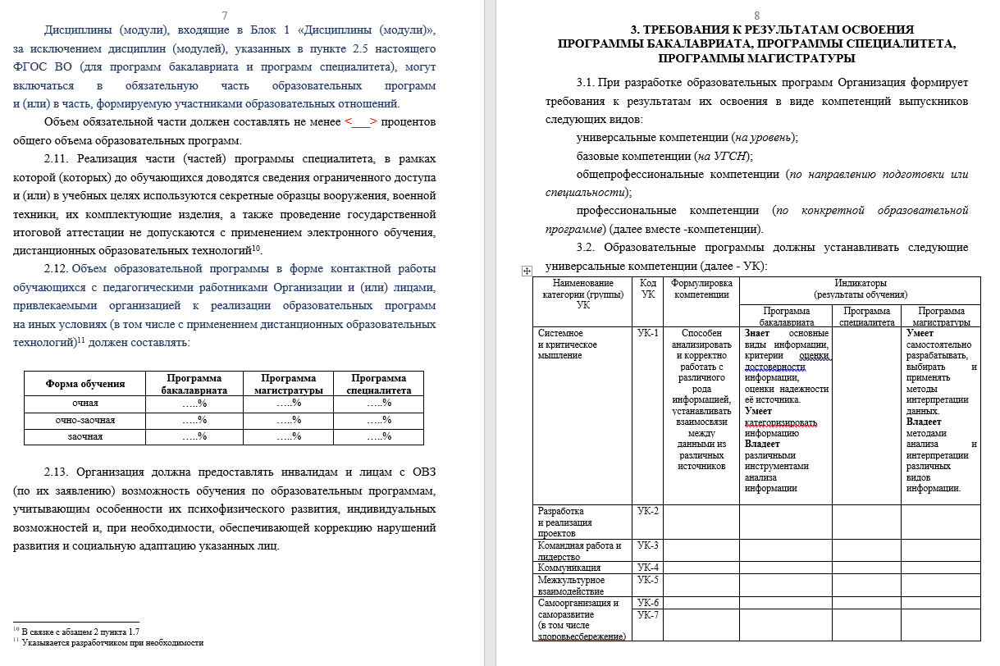 7
Дисциплины (модули), входящие в Блок 1 «Дисциплины (модули)»,
за исключением дисциплин (модулей), указанных в пункте 2.5 настоящего
ФГОС ВО (для программ бакалавриата и программ специалитета), могут
включаться в обязательную часть образовательных программ
и (или) в часть, формируемую участниками образовательных отношений.
Объем обязательной части должен составлять не менее <___> процентов
общего объема образовательных программ.
2.11. Реализация части (частей) программы специалитета, в рамках
которой (которых) до обучающихся доводятся сведения ограниченного доступа
и (или) в учебных целях используются секретные образцы вооружения, военной
техники, их комплектующие изделия, а также проведение государственной
итоговой аттестации не допускаются с применением электронного обучения,
дистанционных образовательных технологий¹⁰.
2.12. Объем образовательной программы в форме контактной работы
обучающихся с педагогическими работниками Организации и (или) лицами,
привлекаемыми организацией к реализации образовательных программ
на иных условиях (в том числе с применением дистанционных образовательных
технологий)¹¹ должен составлять:
Форма обучения Программа бакалавриата Программа магистратуры Программа специалитета
очная …..% …..% …..%
очно-заочная …..% …..% …..%
заочная …..% …..% …..%
2.13. Организация должна предоставлять инвалидам и лицам с ОВЗ
(по их заявлению) возможность обучения по образовательным программам,
учитывающим особенности их психофизического развития, индивидуальных
возможностей и, при необходимости, обеспечивающей коррекцию нарушений
развития и социальную адаптацию указанных лиц.
¹⁰ В связке с абзацем 2 пункта 1.7
¹¹ Указывается разработчиком при необходимости
8
3. ТРЕБОВАНИЯ К РЕЗУЛЬТАТАМ ОСВОЕНИЯ
ПРОГРАММЫ БАКАЛАВРИАТА, ПРОГРАММЫ СПЕЦИАЛИТЕТА,
ПРОГРАММЫ МАГИСТРАТУРЫ
3.1. При разработке образовательных программ Организация формирует
требования к результатам их освоения в виде компетенций выпускников
следующих видов:
универсальные компетенции (на уровень);
базовые компетенции (на УГСН);
общепрофессиональные компетенции (по направлению подготовки или
специальности);
профессиональные компетенции (по конкретной образовательной
программе) (далее вместе -компетенции).
3.2. Образовательные программы должны устанавливать следующие
универсальные компетенции (далее - УК):
Наименование
категории (группы)
УК
Код
УК
Формулировка
компетенции
Индикаторы
(результаты обучения)
Программа
бакалавриата
Программа
специалитета
Программа
магистратуры
Системное
и критическое
мышление
УК-1
Способен
анализировать
и корректно
работать с
различного
рода
информацией,
устанавливать
взаимосвязи
между
данными из
различных
источников
Знает основные
виды информации,
критерии оценки
достоверности
информации,
оценки надежности
её источника.
Умеет
категоризировать
информацию
Владеет
различными
инструментами
анализа
информации
Умеет
самостоятельно
разрабатывать,
выбирать и
применять
методы
интерпретации
данных.
Владеет
методами
анализа и
интерпретации
различных
видов
информации.
Разработка
и реализация
проектов
УК-2
Командная работа и
лидерство
УК-3
Коммуникация
УК-4
Межкультурное
взаимодействие
УК-5
Самоорганизация и
саморазвитие
(в том числе
здоровьесбережение)
УК-6
УК-7